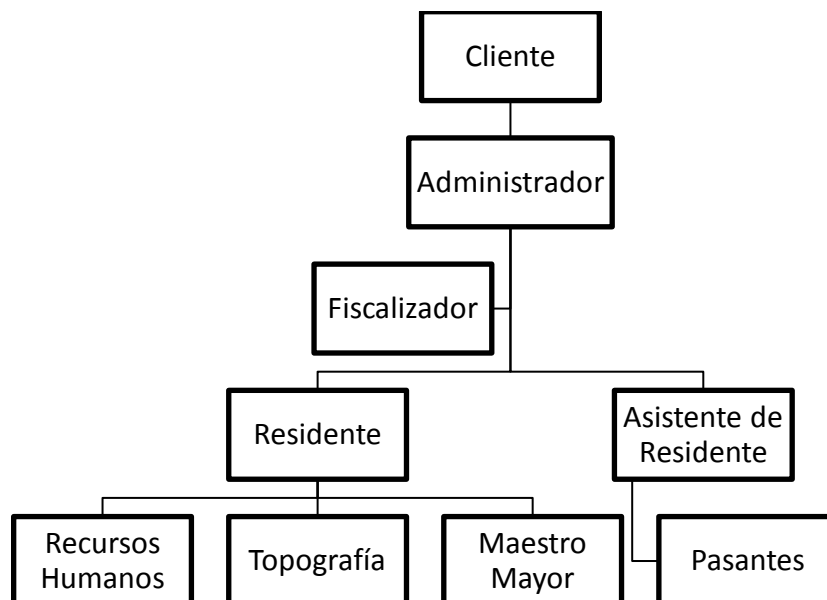 Cliente
Administrador
Fiscalizador
Residente
Asistente de
Residente
Recursos
Humanos
Topografía
Maestro
Mayor
Pasantes